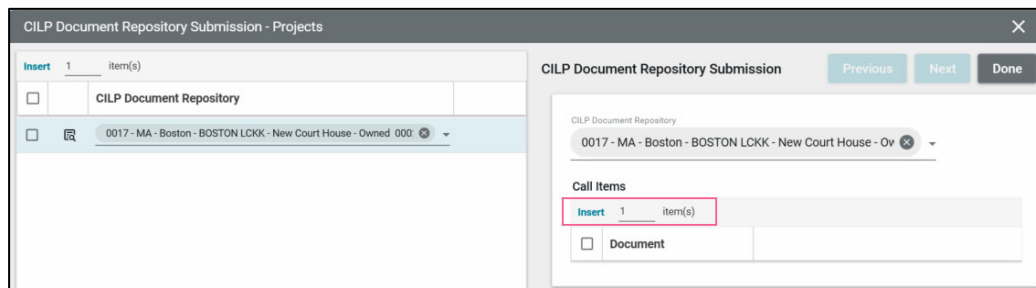 CILP Document Repository Submission - Projects
Insert 1 item(s)
CILP Document Repository
0017 - MA - Boston - BOSTON LCKK - New Court House - Owned 000:
CILP Document Repository Submission
Previous
Next
Done
CILP Document Repository
0017 - MA - Boston - BOSTON LCKK - New Court House - Ov
Call Items
Insert 1 item(s)
Document